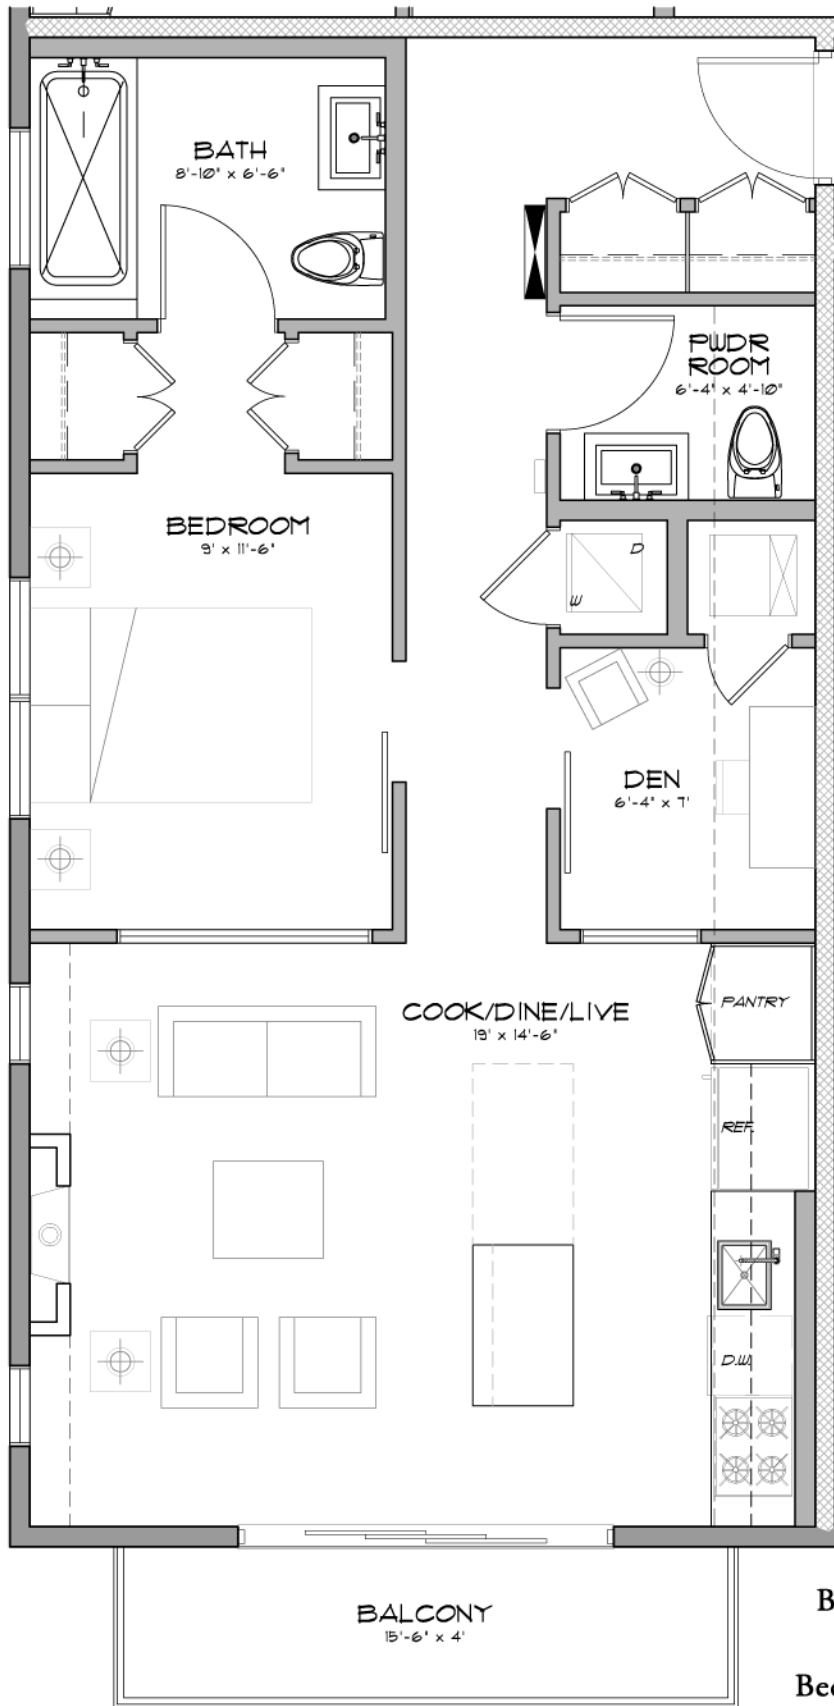 BATH
8'-10" x 6'-6"
PWDR
ROOM
6'-4" x 4'-10"
BEDROOM
9' x 11'-6"
D
W
DEN
6'-4" x 7'
COOK/DINE/LIVE
19' x 14'-6"
PANTRY
REF.
D.W.
BALCONY
15'-6" x 4'
B
Bed